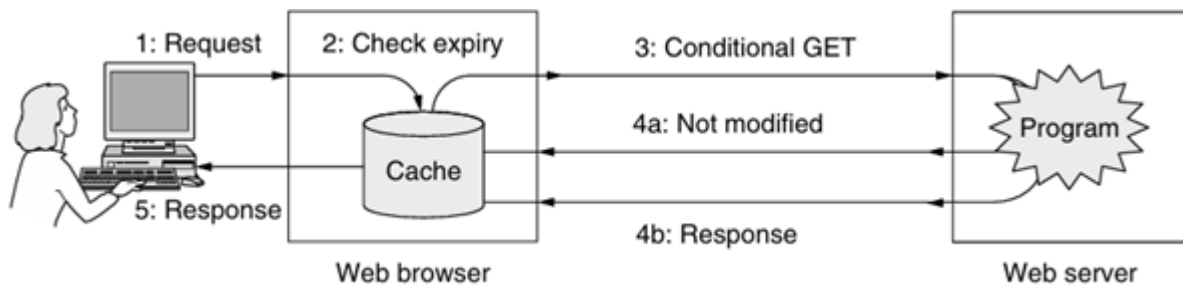 1: Request
2: Check expiry
3: Conditional GET
4a: Not modified
Program
Cache
5: Response
4b: Response
Web browser
Web server